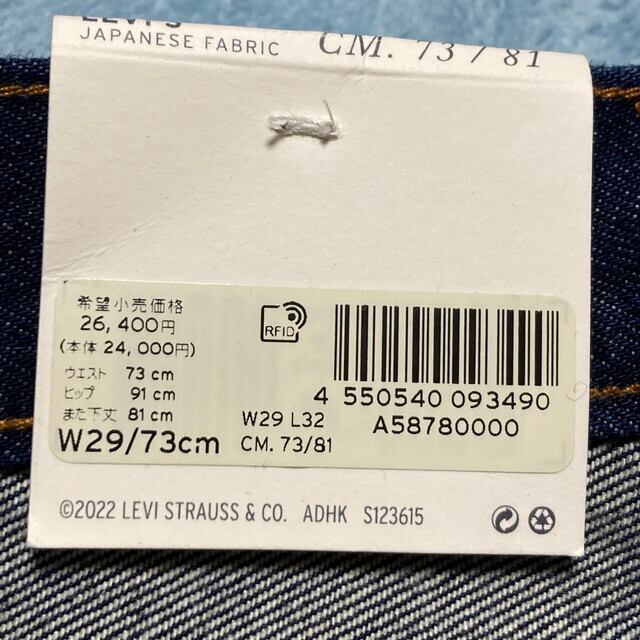 LEVI'S
JAPANESE FABRIC
CM. 73 / 81
希望小売価格
26,400円
(本体 24,000円)
ウエスト 73 cm
ヒップ 91 cm
また下丈 81 cm
W29/73cm
RFID
W29 L32
CM. 73/81
4 550540 093490
A58780000
©2022 LEVI STRAUSS & CO. ADHK S123615